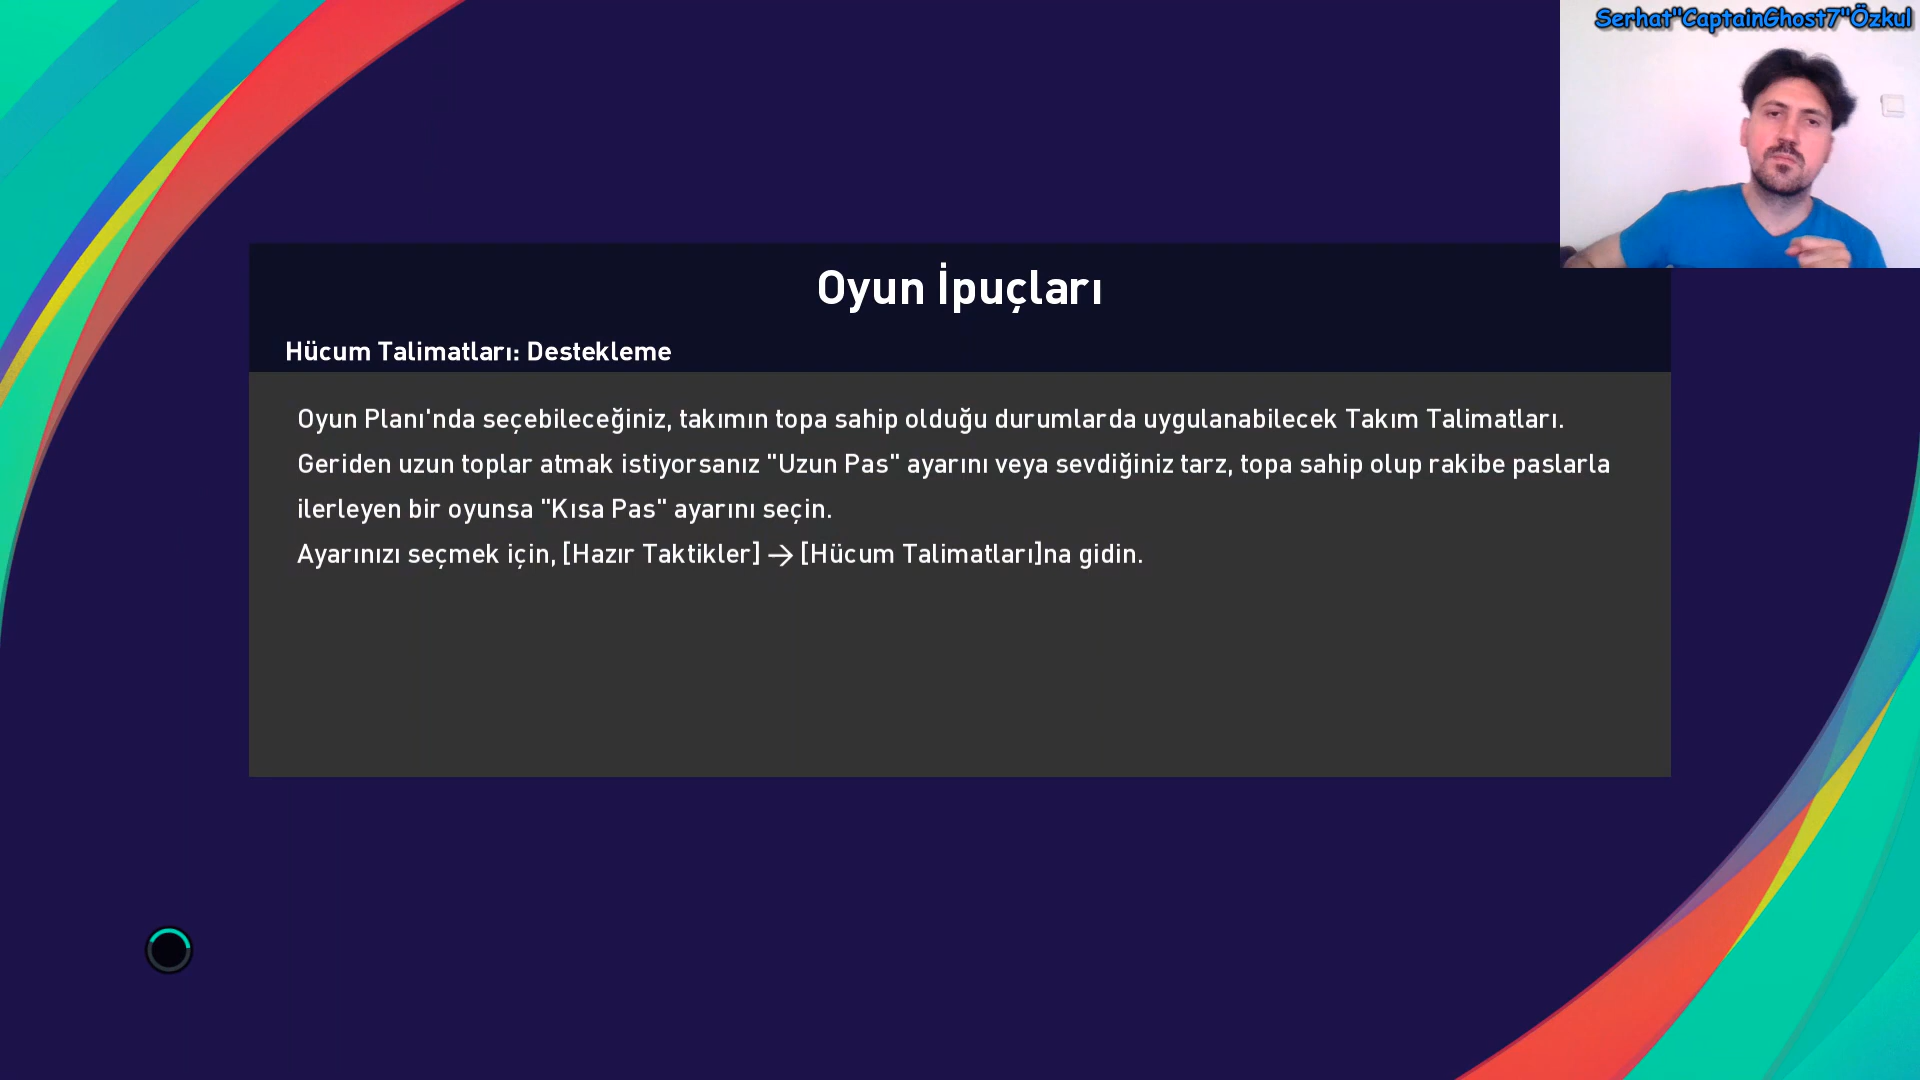 Serhat"CaptainGhost7"Özkul
Oyun İpuçları
Hücum Talimatları: Destekleme
Oyun Planı'nda seçebileceğiniz, takımın topa sahip olduğu durumlarda uygulanabilecek Takım Talimatları.
Geriden uzun toplar atmak istiyorsanız "Uzun Pas" ayarını veya sevdiğiniz tarz, topa sahip olup rakibe paslarla
ilerleyen bir oyunsa "Kısa Pas" ayarını seçin.
Ayarınızı seçmek için, [Hazır Taktikler] → [Hücum Talimatları]na gidin.